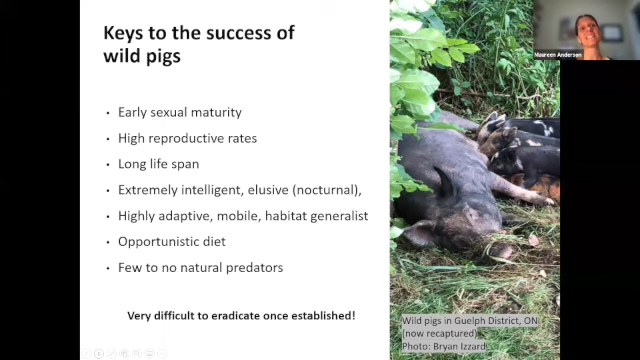 Keys to the success of
wild pigs
• Early sexual maturity
• High reproductive rates
• Long life span
• Extremely intelligent, elusive (nocturnal),
• Highly adaptive, mobile, habitat generalist
• Opportunistic diet
• Few to no natural predators
Very difficult to eradicate once established!
Wild pigs in Guelph District, ON
(now recaptured)
Photo: Bryan Izzard
Maureen Anderson